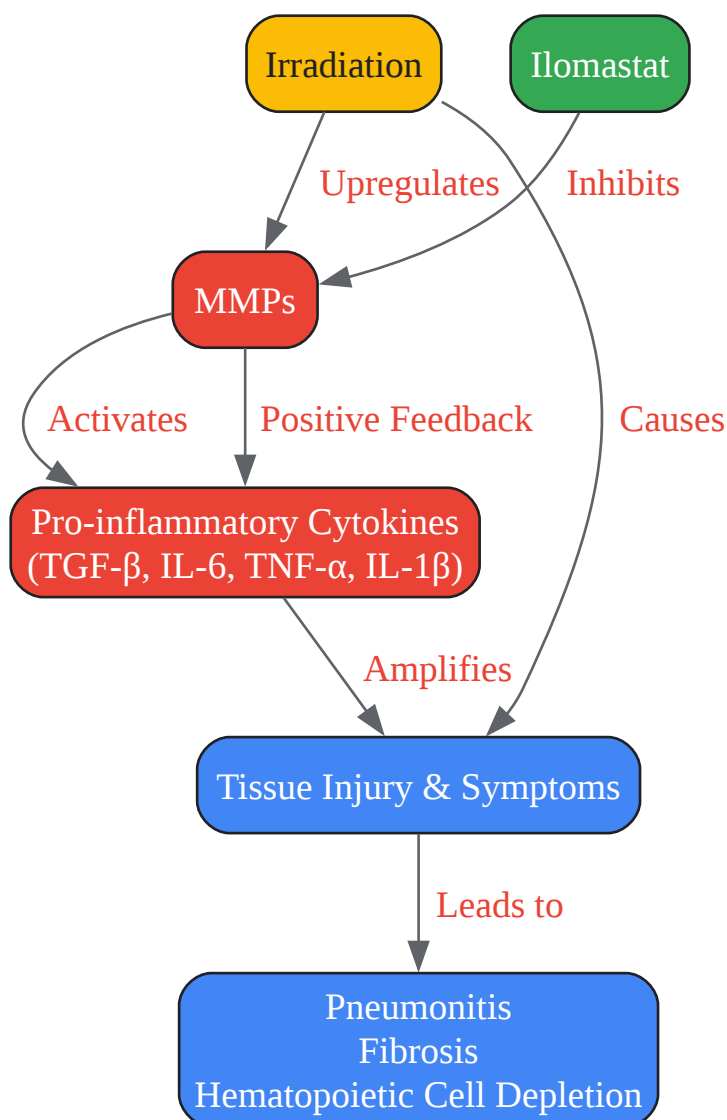 Irradiation
Ilomastat
Upregulates
Inhibits
MMPs
Activates
Positive Feedback
Causes
Pro-inflammatory Cytokines
(TGF-β, IL-6, TNF-α, IL-1β)
Amplifies
Tissue Injury & Symptoms
Leads to
Pneumonitis
Fibrosis
Hematopoietic Cell Depletion